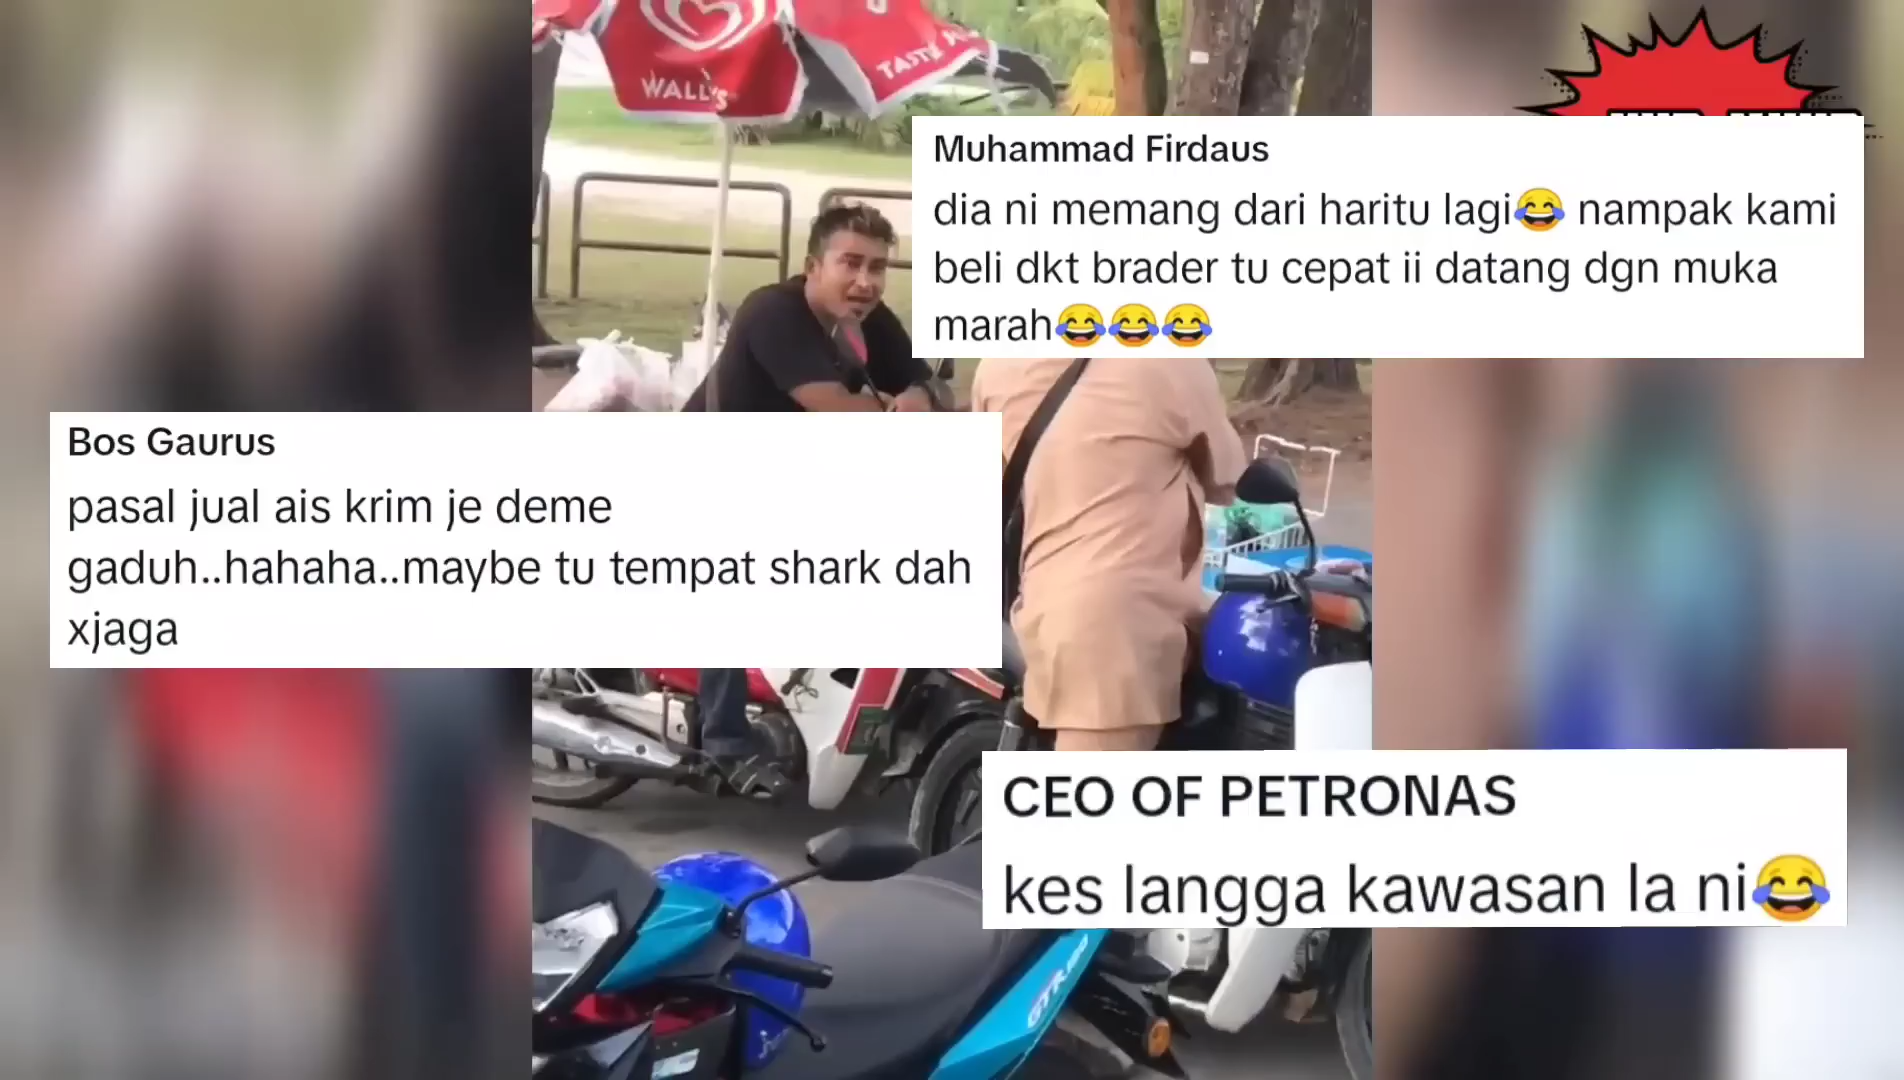 WALL'S
TASTE
Muhammad Firdaus
dia ni memang dari haritu lagi😂 nampak kami
beli dkt brader tu cepat ii datang dgn muka
marah😂😂😂
Bos Gaurus
pasal jual ais krim je deme
gaduh..hahaha..maybe tu tempat shark dah
xjaga
CEO OF PETRONAS
kes langga kawasan la ni😂